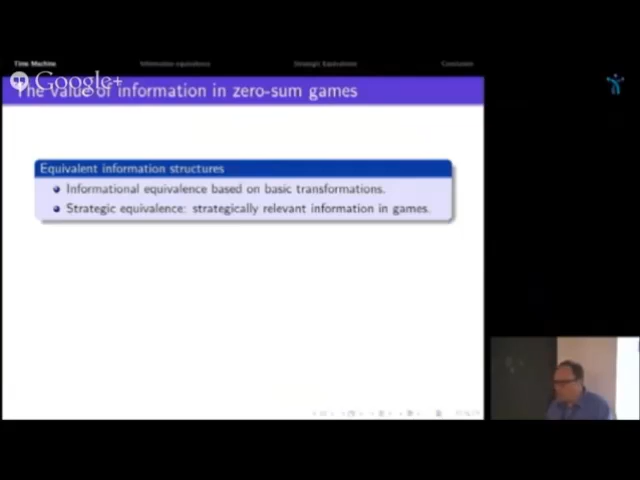 Time Machine Information equivalence Strategic Equivalence Conclusion
Google+
The value of information in zero-sum games
Equivalent information structures
Informational equivalence based on basic transformations.
Strategic equivalence: strategically relevant information in games.